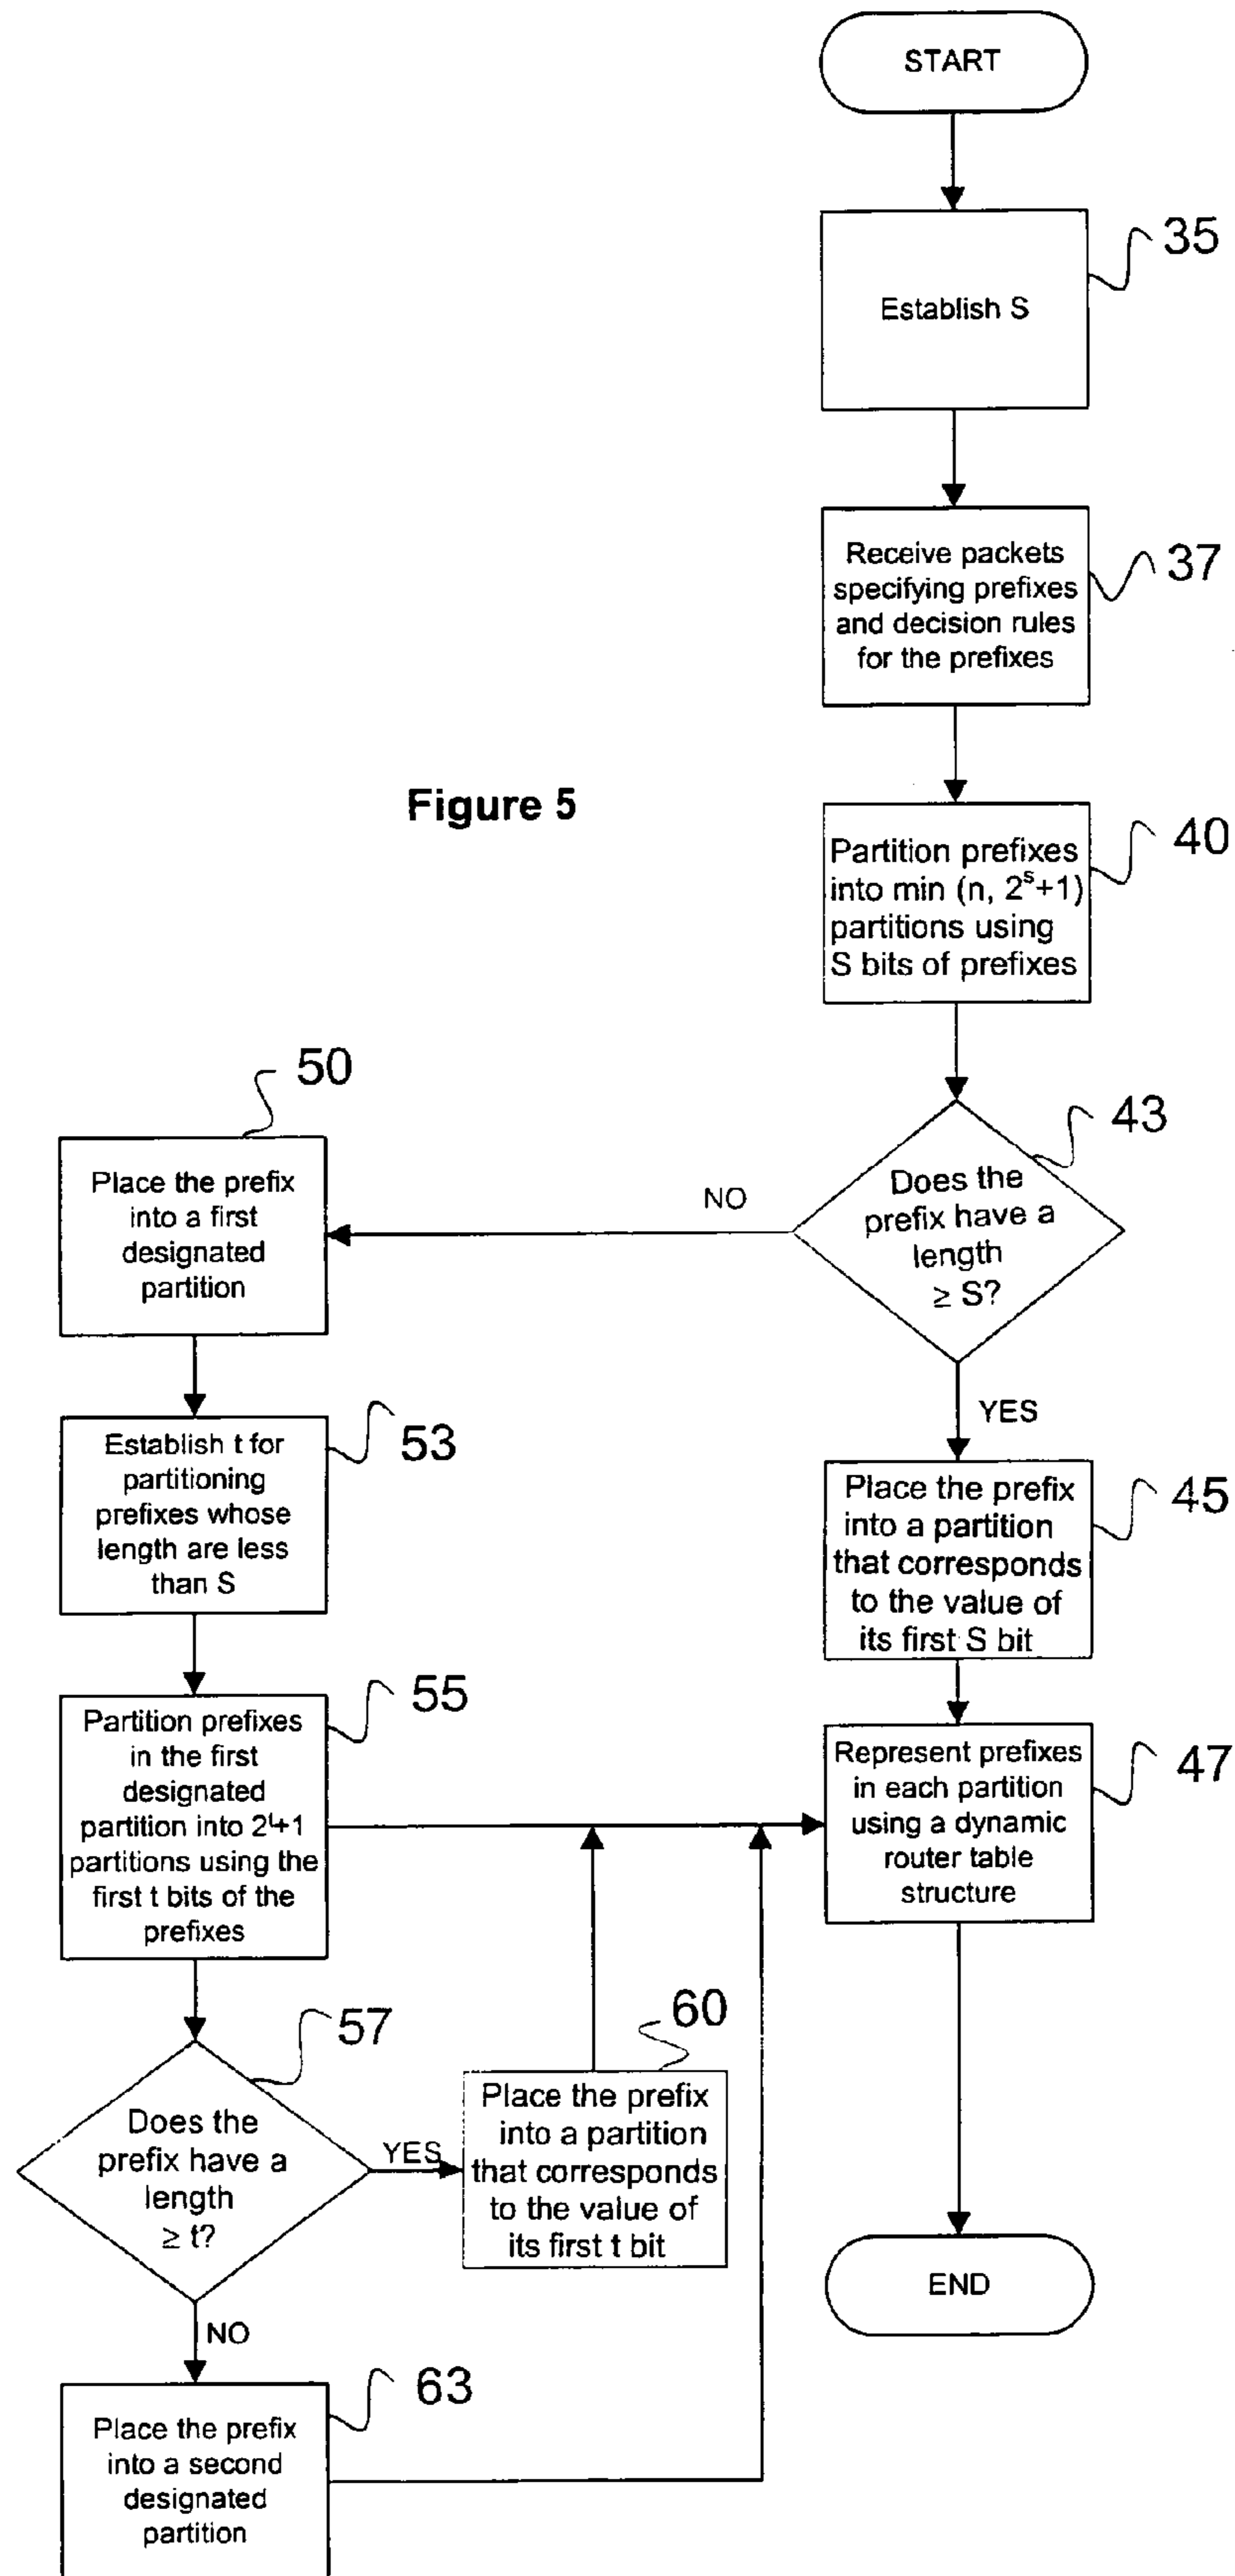 START
35
Establish S
37
Receive packets
specifying prefixes
and decision rules
for the prefixes
Figure 5
40
Partition prefixes
into min (n, 2^s+1)
partitions using
S bits of prefixes
50
43
Place the prefix
into a first
designated
partition
NO
Does the
prefix have a
length
≥ S?
YES
53
Establish t for
partitioning
prefixes whose
length are less
than S
45
Place the prefix
into a partition
that corresponds
to the value of
its first S bit
55
Partition prefixes
in the first
designated
partition into 2^t+1
partitions using the
first t bits of the
prefixes
47
Represent prefixes
in each partition
using a dynamic
router table
structure
57
Does the
prefix have a
length
≥ t?
YES
60
Place the prefix
into a partition
that corresponds
to the value of
its first t bit
END
NO
63
Place the prefix
into a second
designated
partition